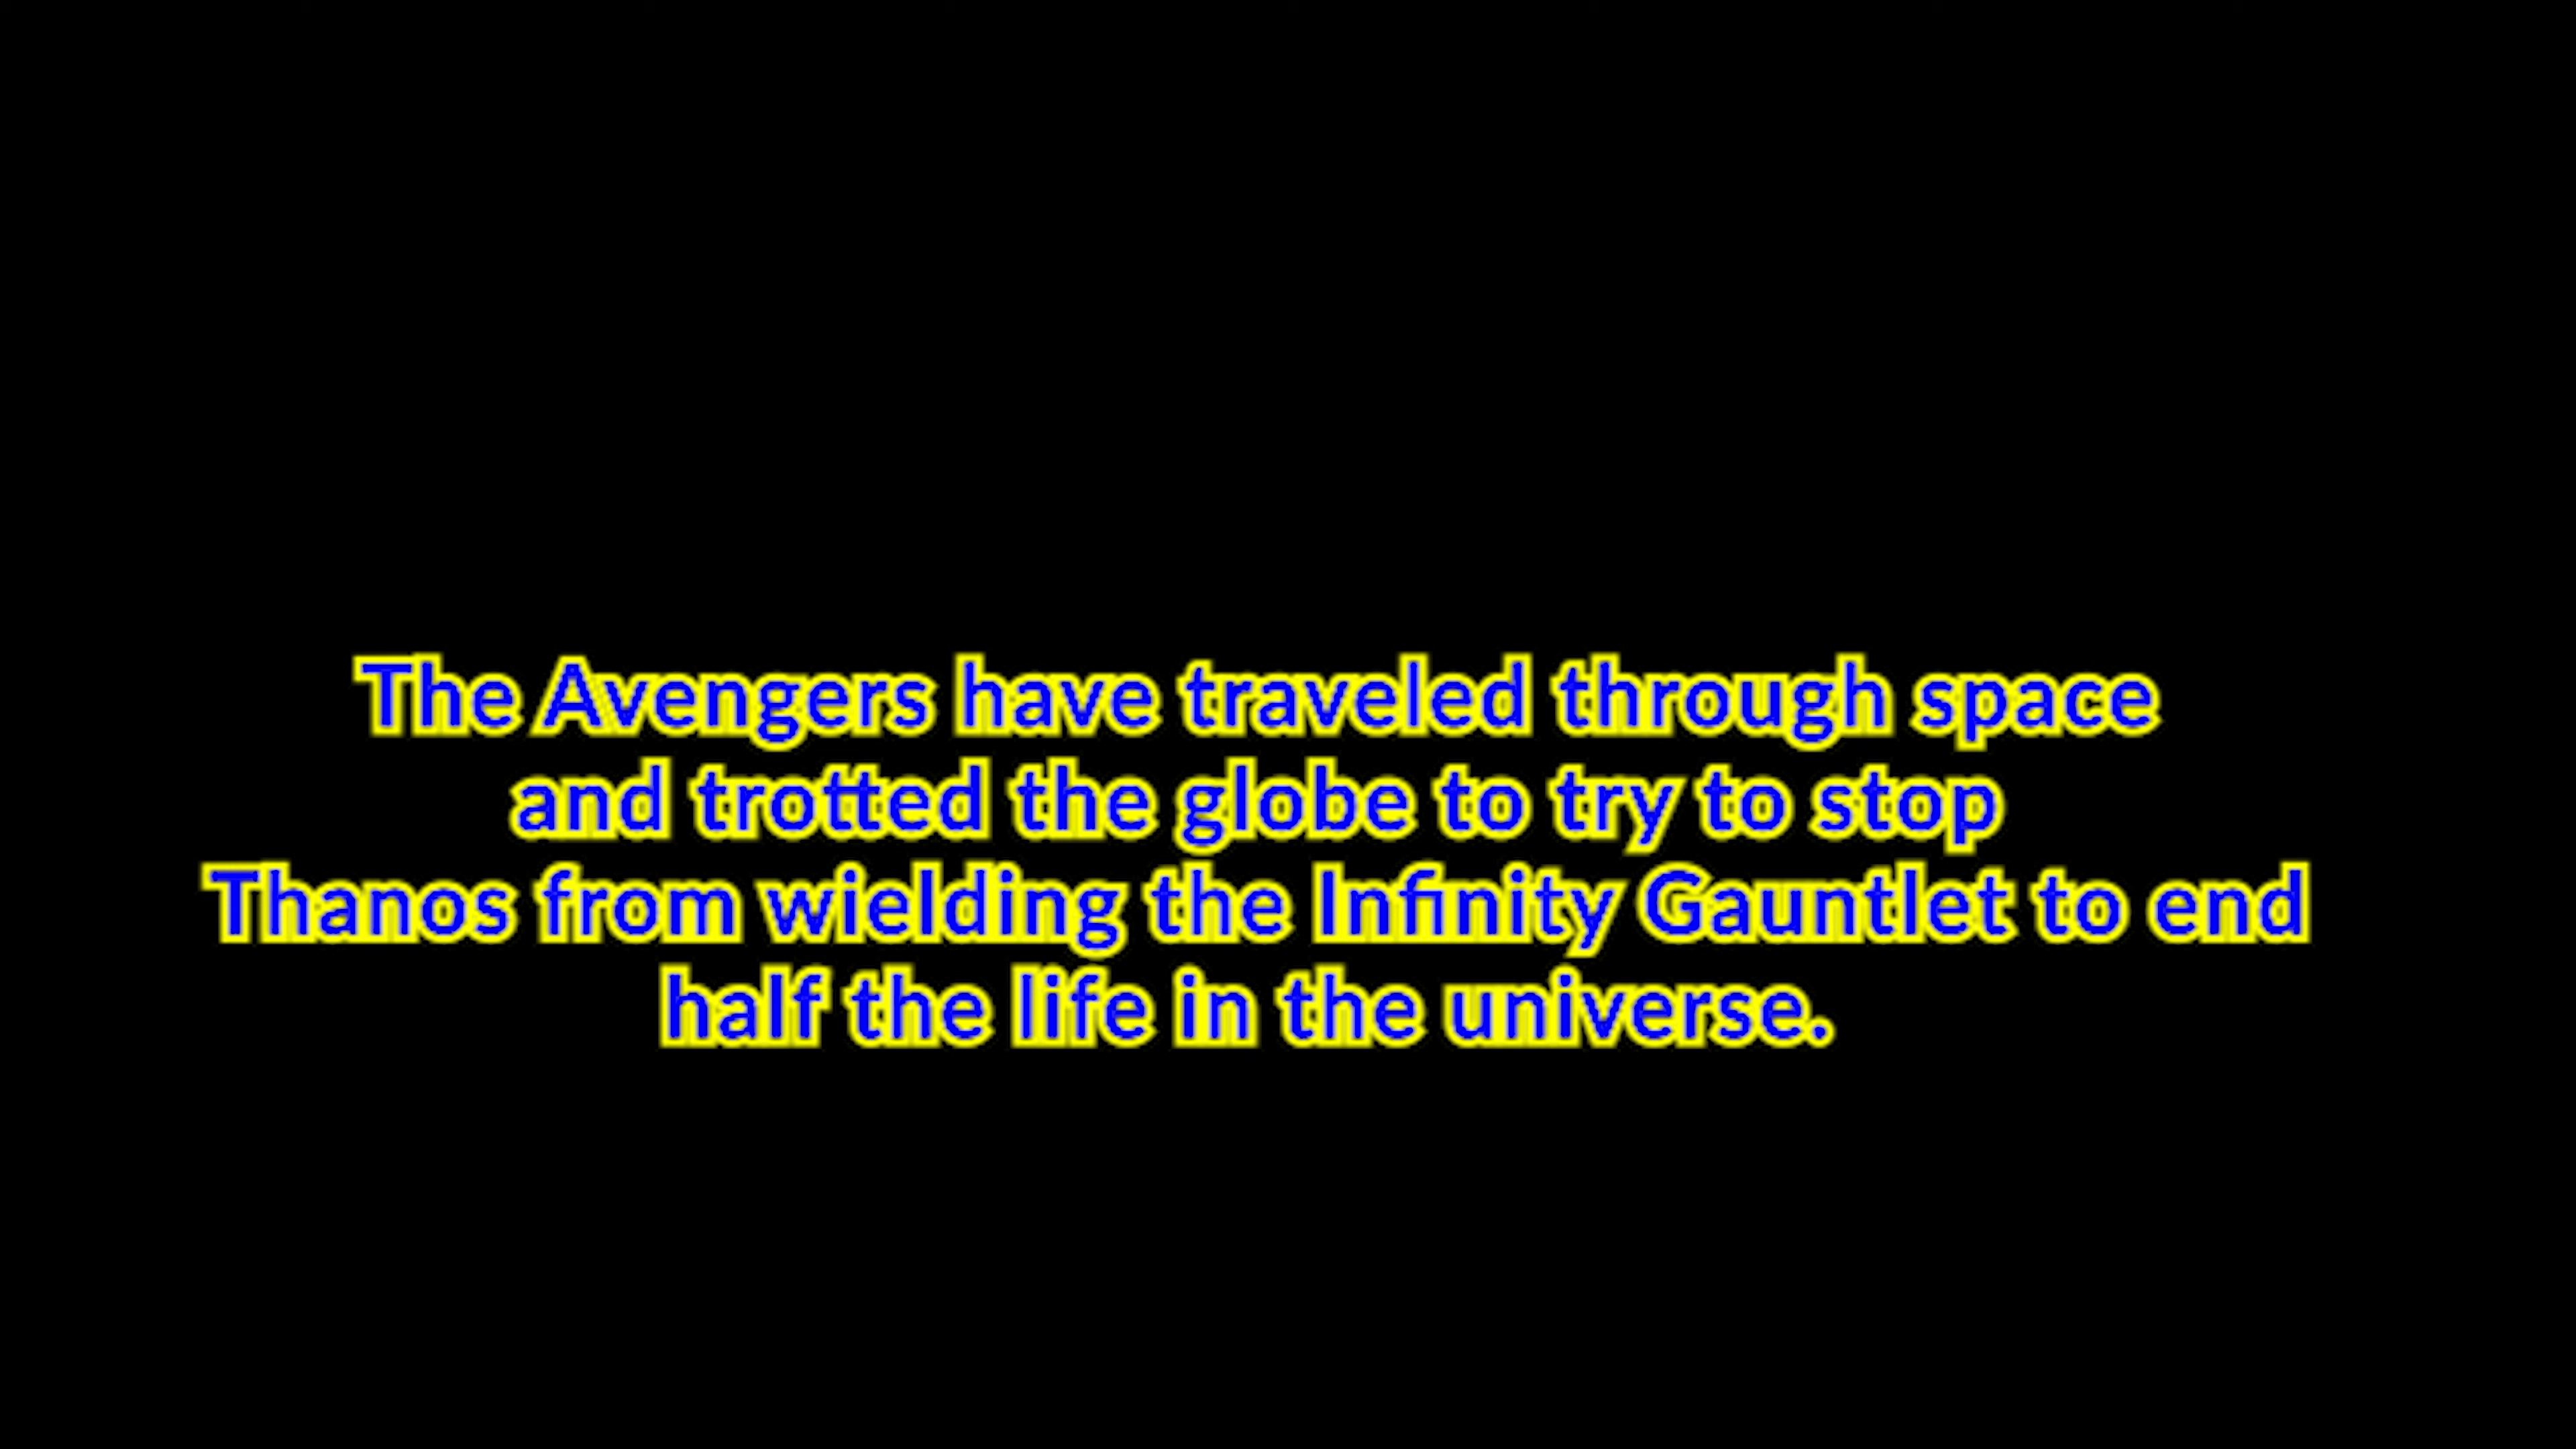 The Avengers have traveled through space
and trotted the globe to try to stop
Thanos from wielding the Infinity Gauntlet to end
half the life in the universe.